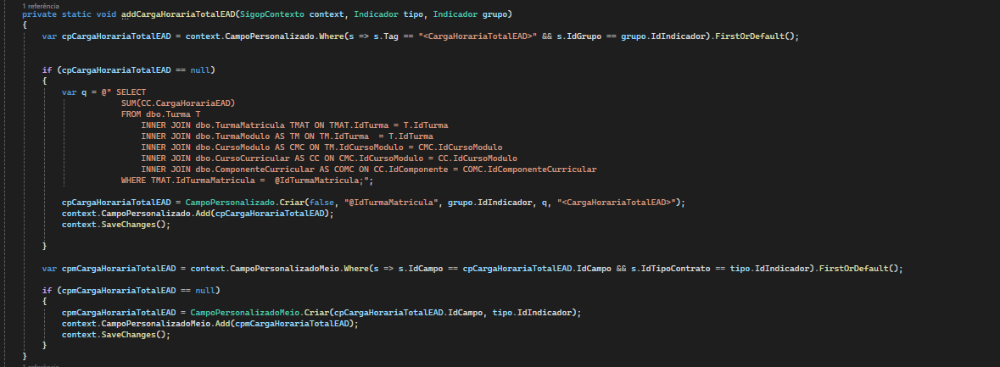 1 referência
private static void addCargaHorariaTotalEAD(SigopContexto context, Indicador tipo, Indicador grupo)
{
var cpCargaHorariaTotalEAD = context.CampoPersonalizado.Where(s => s.Tag == "<CargaHorariaTotalEAD>" && s.IdGrupo == grupo.IdIndicador).FirstOrDefault();
if (cpCargaHorariaTotalEAD == null)
{
var q = @" SELECT
SUM(CC.CargaHorariaEAD)
FROM dbo.Turma T
INNER JOIN dbo.TurmaMatricula TMAT ON TMAT.IdTurma = T.IdTurma
INNER JOIN dbo.TurmaModulo AS TM ON TM.IdTurma  = T.IdTurma
INNER JOIN dbo.CursoModulo AS CMC ON TM.IdCursoModulo = CMC.IdCursoModulo
INNER JOIN dbo.CursoCurricular AS CC ON CMC.IdCursoModulo = CC.IdCursoModulo
INNER JOIN dbo.ComponenteCurricular AS COMC ON CC.IdComponente = COMC.IdComponenteCurricular
WHERE TMAT.IdTurmaMatricula =  @IdTurmaMatricula;";
cpCargaHorariaTotalEAD = CampoPersonalizado.Criar(false, "@IdTurmaMatricula", grupo.IdIndicador, q, "<CargaHorariaTotalEAD>");
context.CampoPersonalizado.Add(cpCargaHorariaTotalEAD);
context.SaveChanges();
}
var cpmCargaHorariaTotalEAD = context.CampoPersonalizadoMeio.Where(s => s.IdCampo == cpCargaHorariaTotalEAD.IdCampo && s.IdTipoContrato == tipo.IdIndicador).FirstOrDefault();
if (cpmCargaHorariaTotalEAD == null)
{
cpmCargaHorariaTotalEAD = CampoPersonalizadoMeio.Criar(cpCargaHorariaTotalEAD.IdCampo, tipo.IdIndicador);
context.CampoPersonalizadoMeio.Add(cpmCargaHorariaTotalEAD);
context.SaveChanges();
}
}